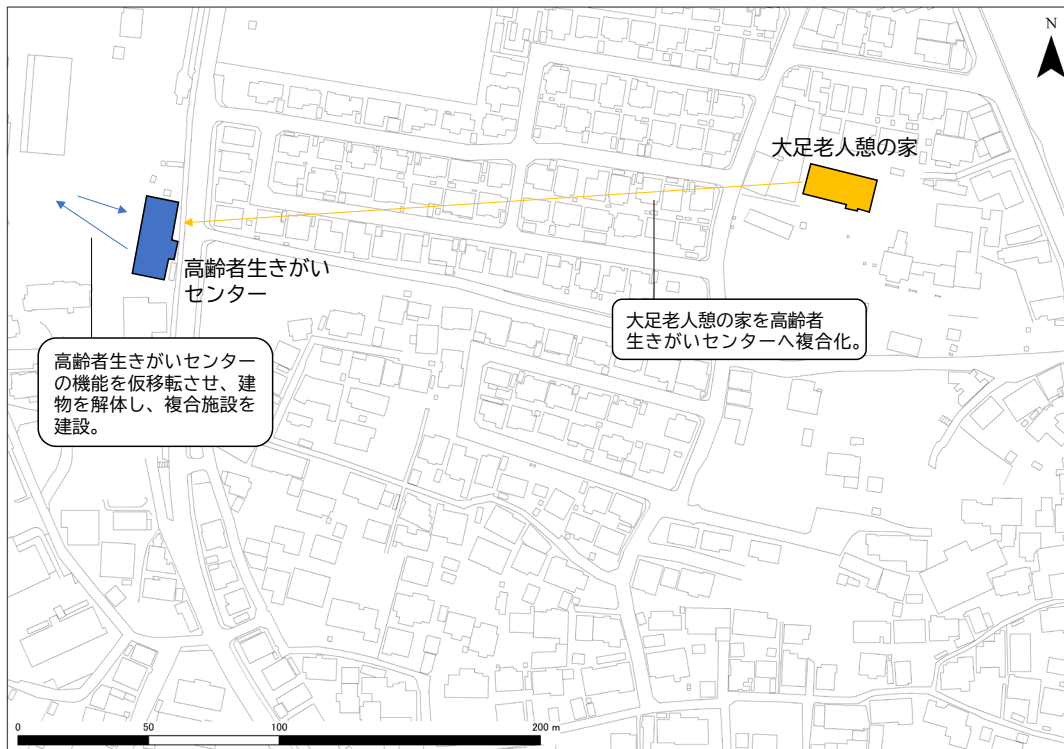 N
大足老人憩の家
高齢者生きがい
センター
大足老人憩の家を高齢者
生きがいセンターへ複合化。
高齢者生きがいセンター
の機能を仮移転させ、建
物を解体し、複合施設を
建設。
0 50 100 200 m